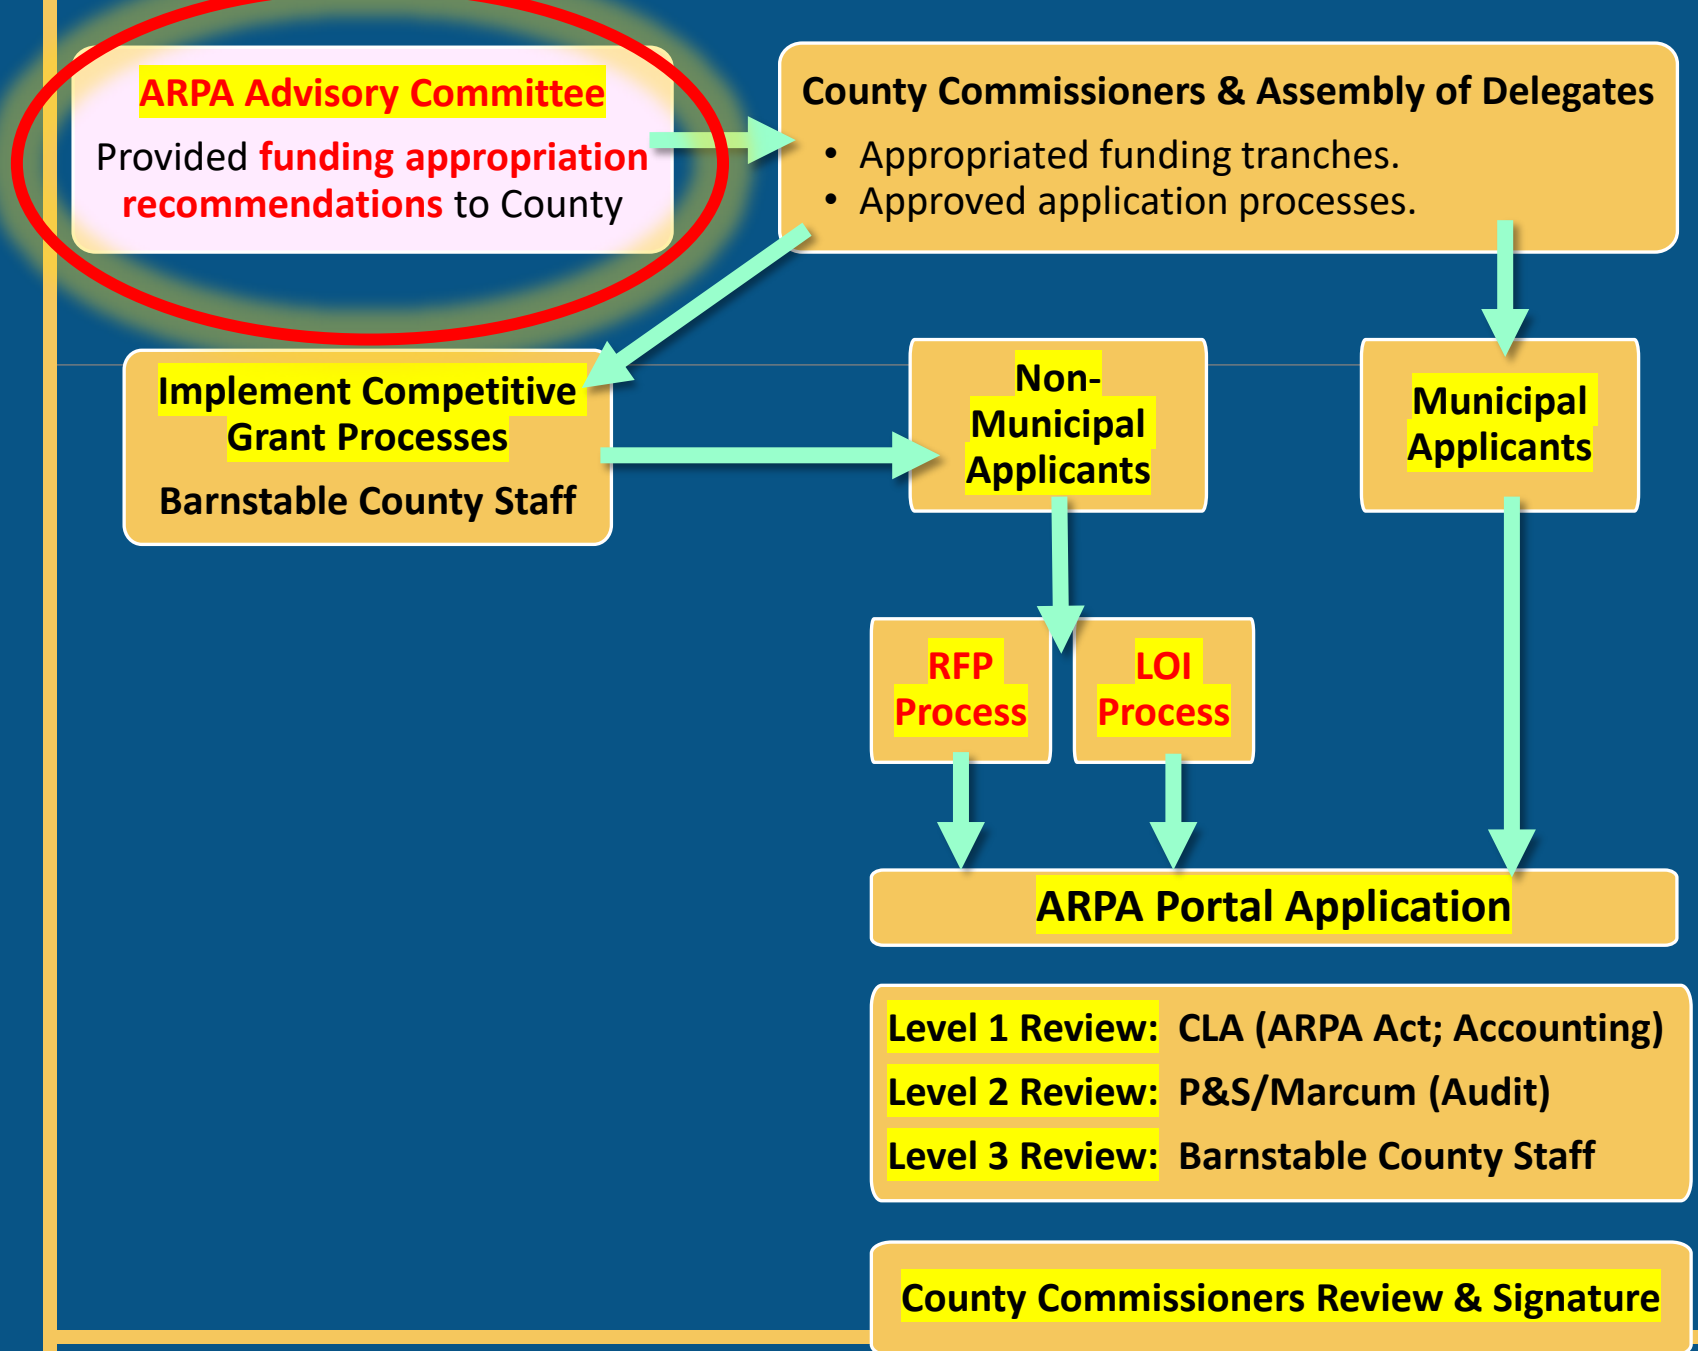 ARPA Advisory Committee
Provided funding appropriation
recommendations to County
County Commissioners & Assembly of Delegates
• Appropriated funding tranches.
• Approved application processes.
Implement Competitive
Grant Processes
Barnstable County Staff
Non-
Municipal
Applicants
Municipal
Applicants
RFP
Process
LOI
Process
ARPA Portal Application
Level 1 Review: CLA (ARPA Act; Accounting)
Level 2 Review: P&S/Marcum (Audit)
Level 3 Review: Barnstable County Staff
County Commissioners Review & Signature